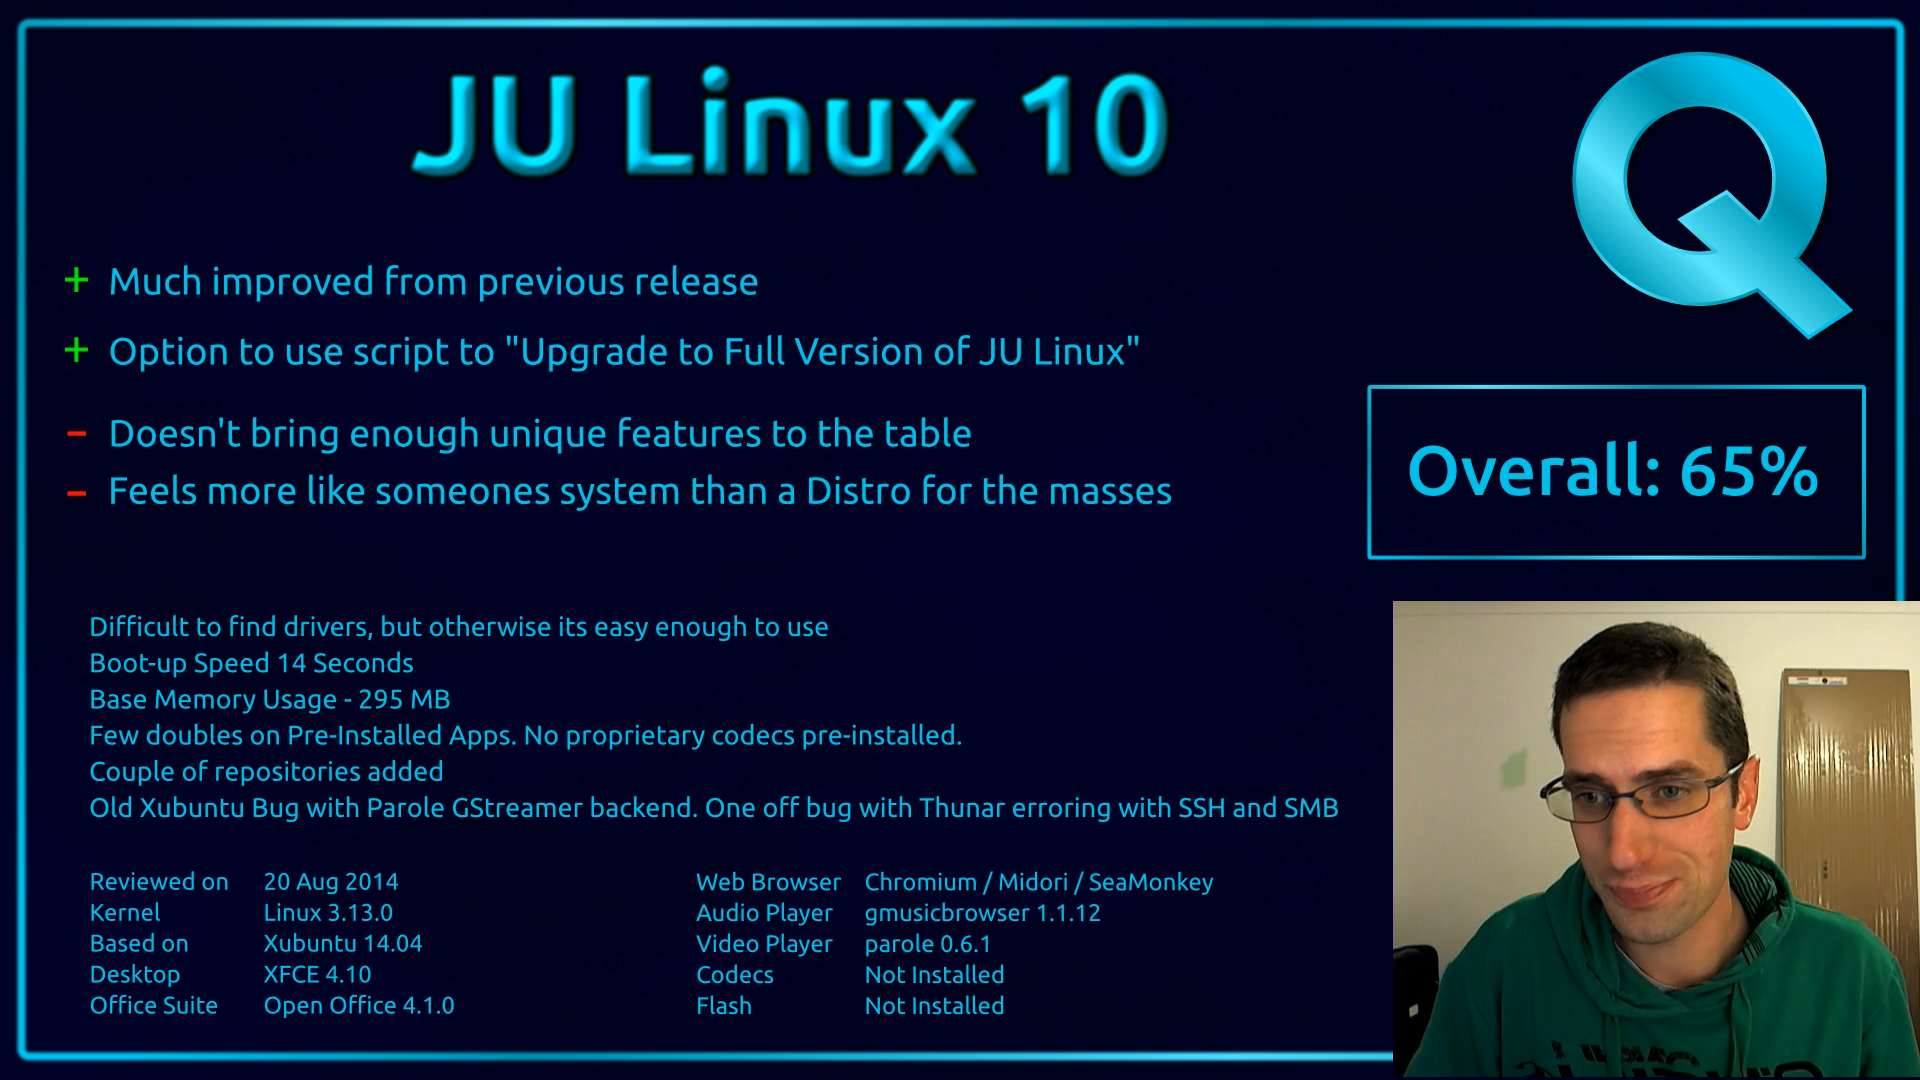 JU Linux 10
Q
+ Much improved from previous release
+ Option to use script to "Upgrade to Full Version of JU Linux"
- Doesn't bring enough unique features to the table
- Feels more like someones system than a Distro for the masses
Overall: 65%
Difficult to find drivers, but otherwise its easy enough to use
Boot-up Speed 14 Seconds
Base Memory Usage - 295 MB
Few doubles on Pre-Installed Apps. No proprietary codecs pre-installed.
Couple of repositories added
Old Xubuntu Bug with Parole GStreamer backend. One off bug with Thunar erroring with SSH and SMB
Reviewed on 20 Aug 2014
Kernel Linux 3.13.0
Based on Xubuntu 14.04
Desktop XFCE 4.10
Office Suite Open Office 4.1.0
Web Browser Chromium / Midori / SeaMonkey
Audio Player gmusicbrowser 1.1.12
Video Player parole 0.6.1
Codecs Not Installed
Flash Not Installed